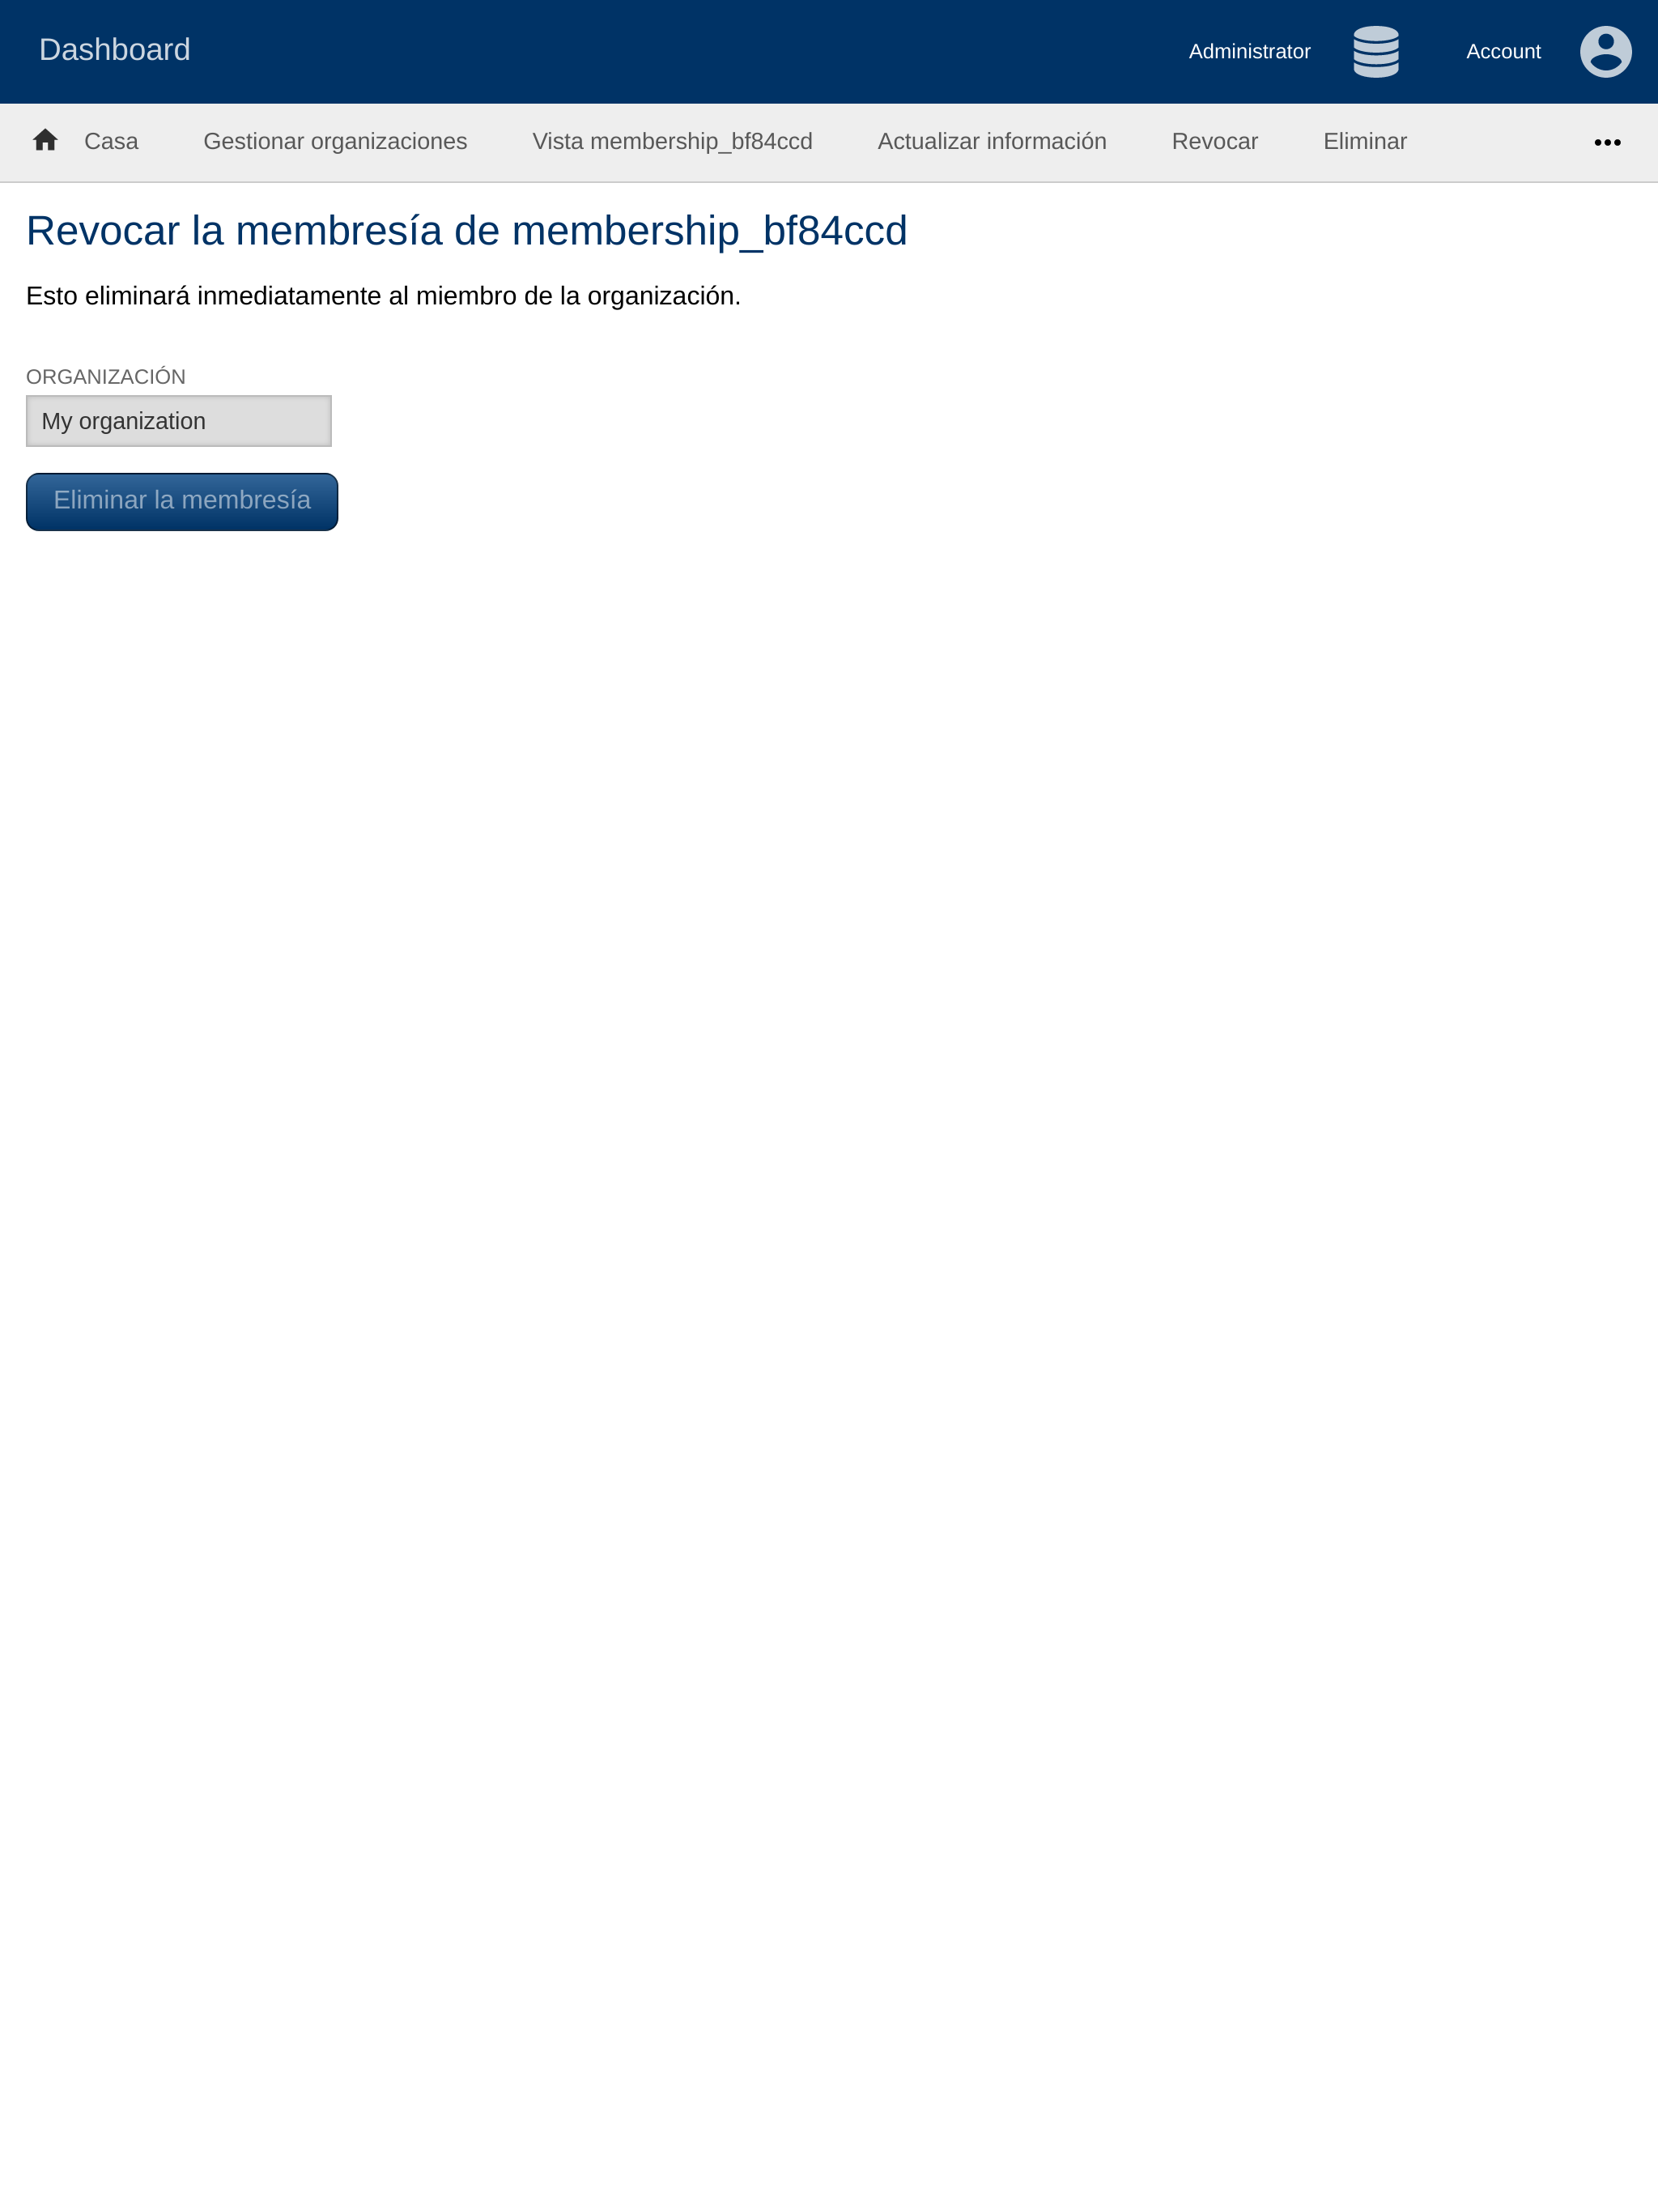 Dashboard
Administrator
Account
Casa
Gestionar organizaciones
Vista membership_bf84ccd
Actualizar información
Revocar
Eliminar
Revocar la membresía de membership_bf84ccd
Esto eliminará inmediatamente al miembro de la organización.
ORGANIZACIÓN
My organization
Eliminar la membresía